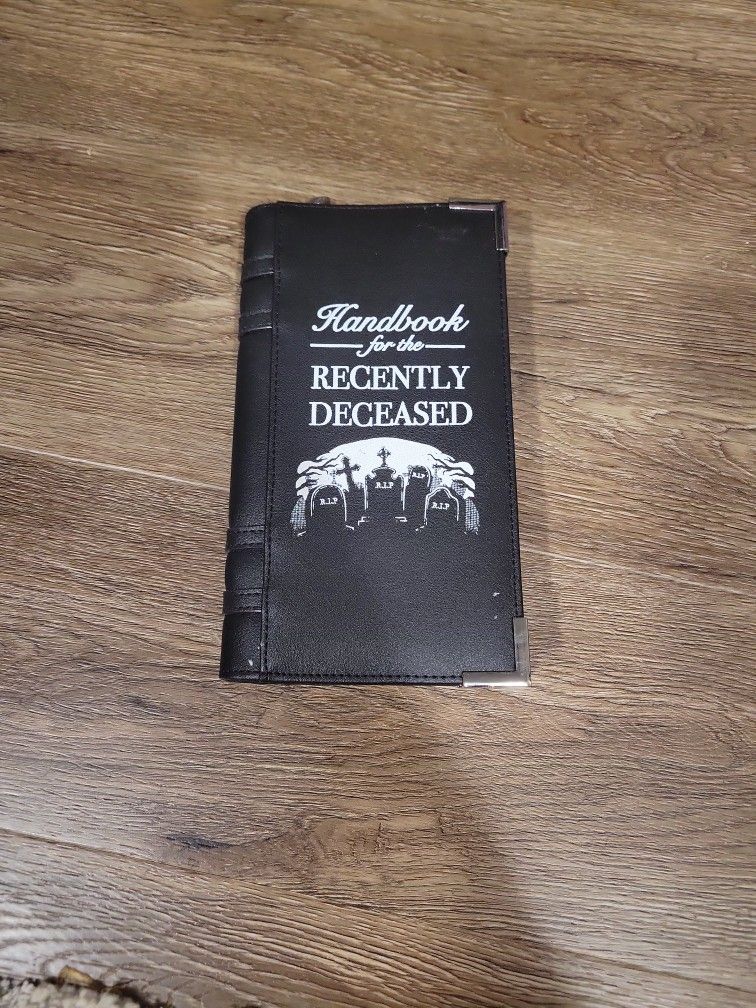 Handbook
for the
RECENTLY
DECEASED
R.I.P R.I.P R.I.P R.I.P